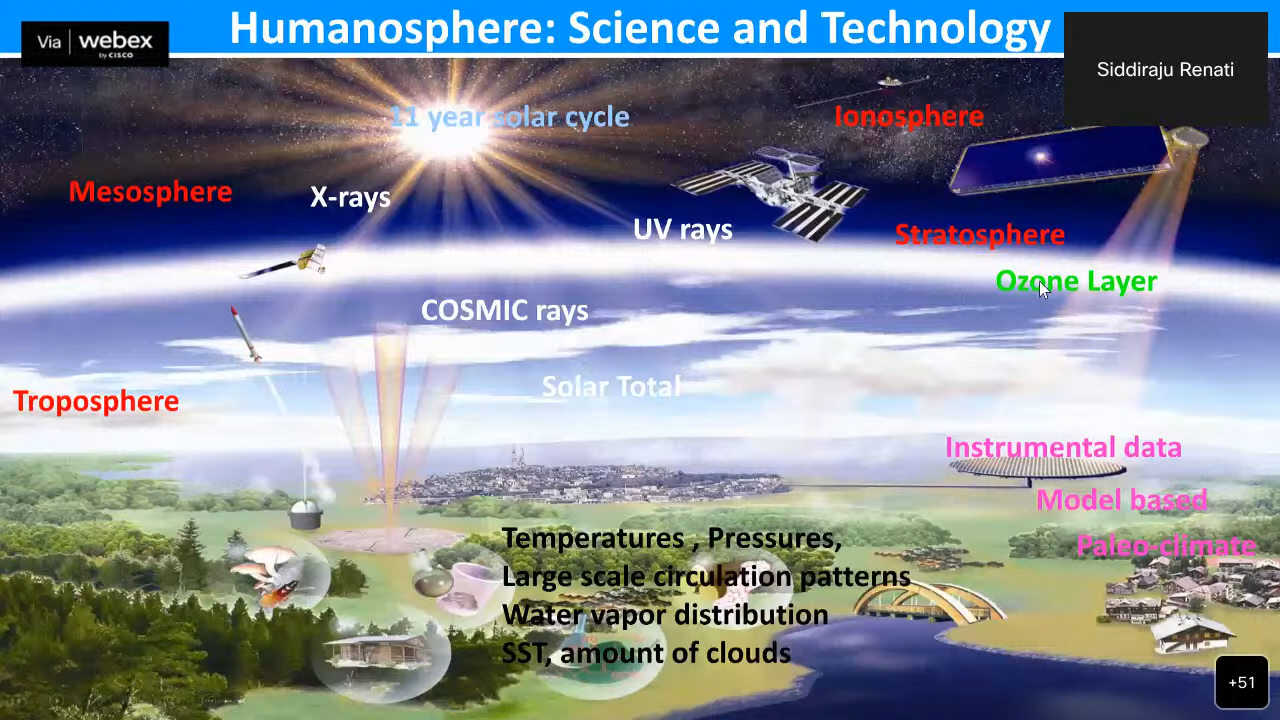 Humanosphere: Science and Technology
Via webex
by CISCO
Siddiraju Renati
11 year solar cycle
Ionosphere
Mesosphere
X-rays
UV rays
Stratosphere
Ozone Layer
COSMIC rays
Solar Total
Troposphere
Instrumental data
Model based
Paleo-climate
Temperatures , Pressures,
Large scale circulation patterns
Water vapor distribution
SST, amount of clouds
+51